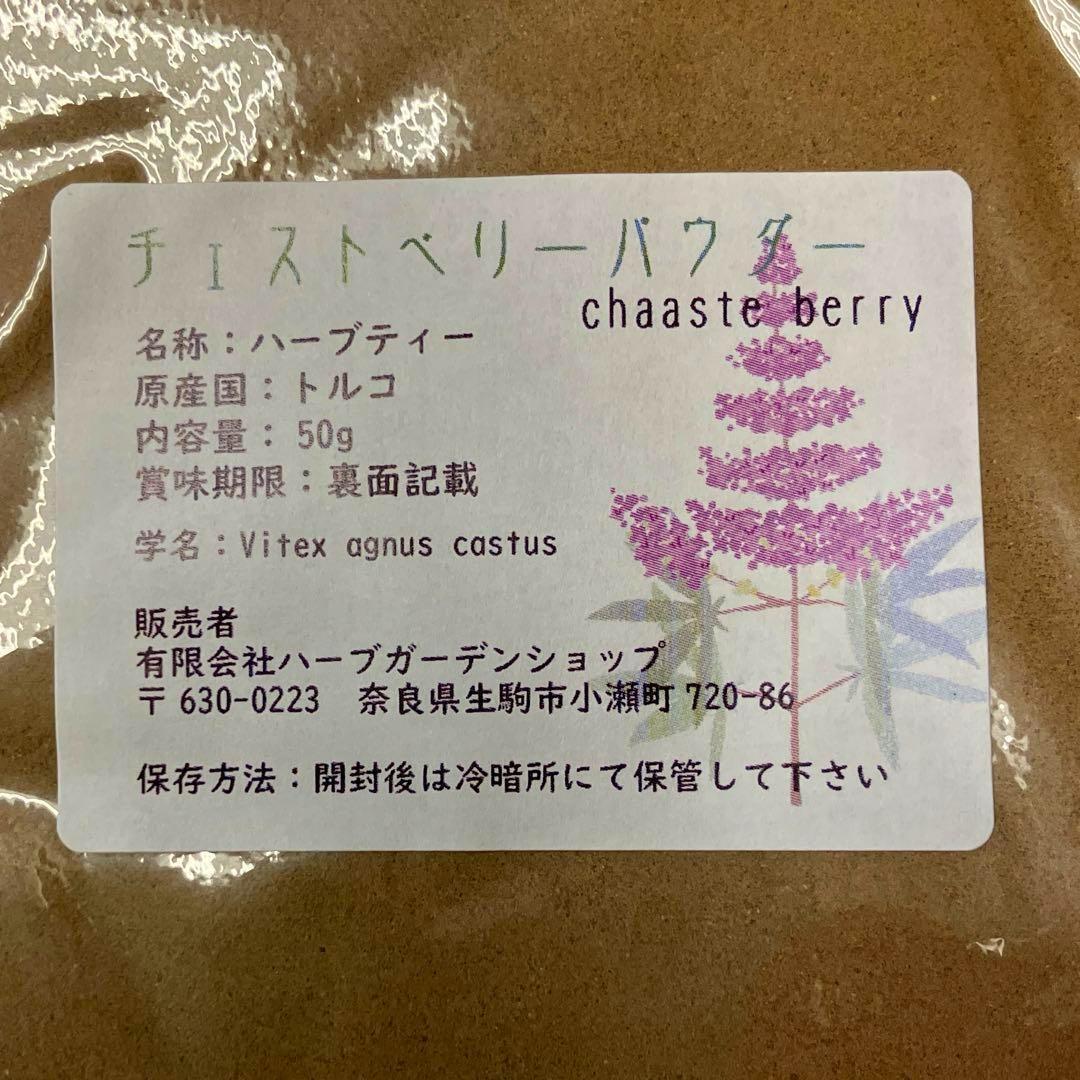 チェストベリーパウダー
chaaste berry
名称：ハーブティー
原産国：トルコ
内容量：50g
賞味期限：裏面記載
学名：Vitex agnus castus
販売者
有限会社ハーブガーデンショップ
〒630-0223　奈良県生駒市小瀬町720-86
保存方法：開封後は冷暗所にて保管して下さい